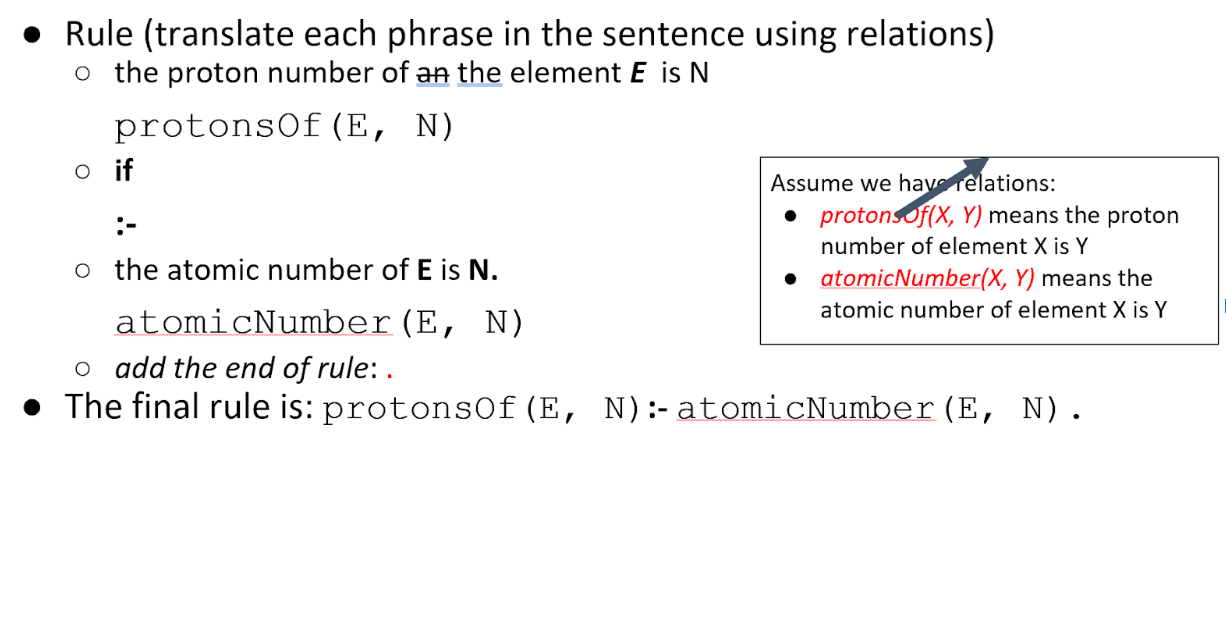 ● Rule (translate each phrase in the sentence using relations)
○ the proton number of an the element E is N
protonsOf(E, N)
○ if
:-
○ the atomic number of E is N.
atomicNumber(E, N)
○ add the end of rule: .
● The final rule is: protonsOf(E, N):- atomicNumber(E, N).
Assume we have relations:
● protonsOf(X, Y) means the proton
number of element X is Y
● atomicNumber(X, Y) means the
atomic number of element X is Y